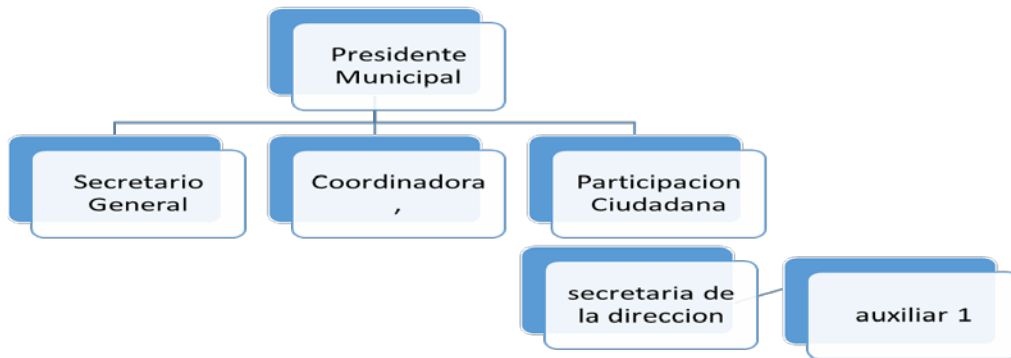 Presidente
Municipal
Secretario
General
Coordinadora
,
Participacion
Ciudadana
secretaria de
la direccion
auxiliar 1